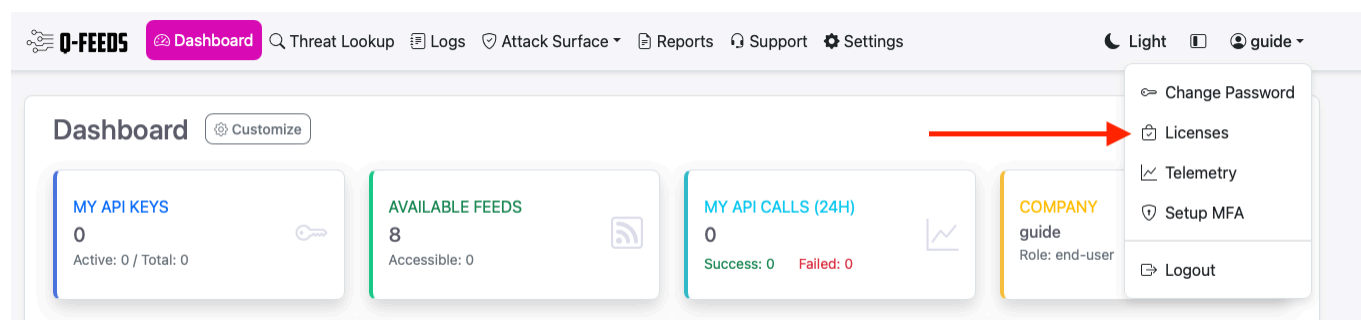 Q-FEEDS Dashboard Threat Lookup Logs Attack Surface Reports Support Settings Light guide
Change Password
Licenses
Telemetry
Setup MFA
Logout
Dashboard Customize
MY API KEYS
0
Active: 0 / Total: 0
AVAILABLE FEEDS
8
Accessible: 0
MY API CALLS (24H)
0
Success: 0 Failed: 0
COMPANY
guide
Role: end-user